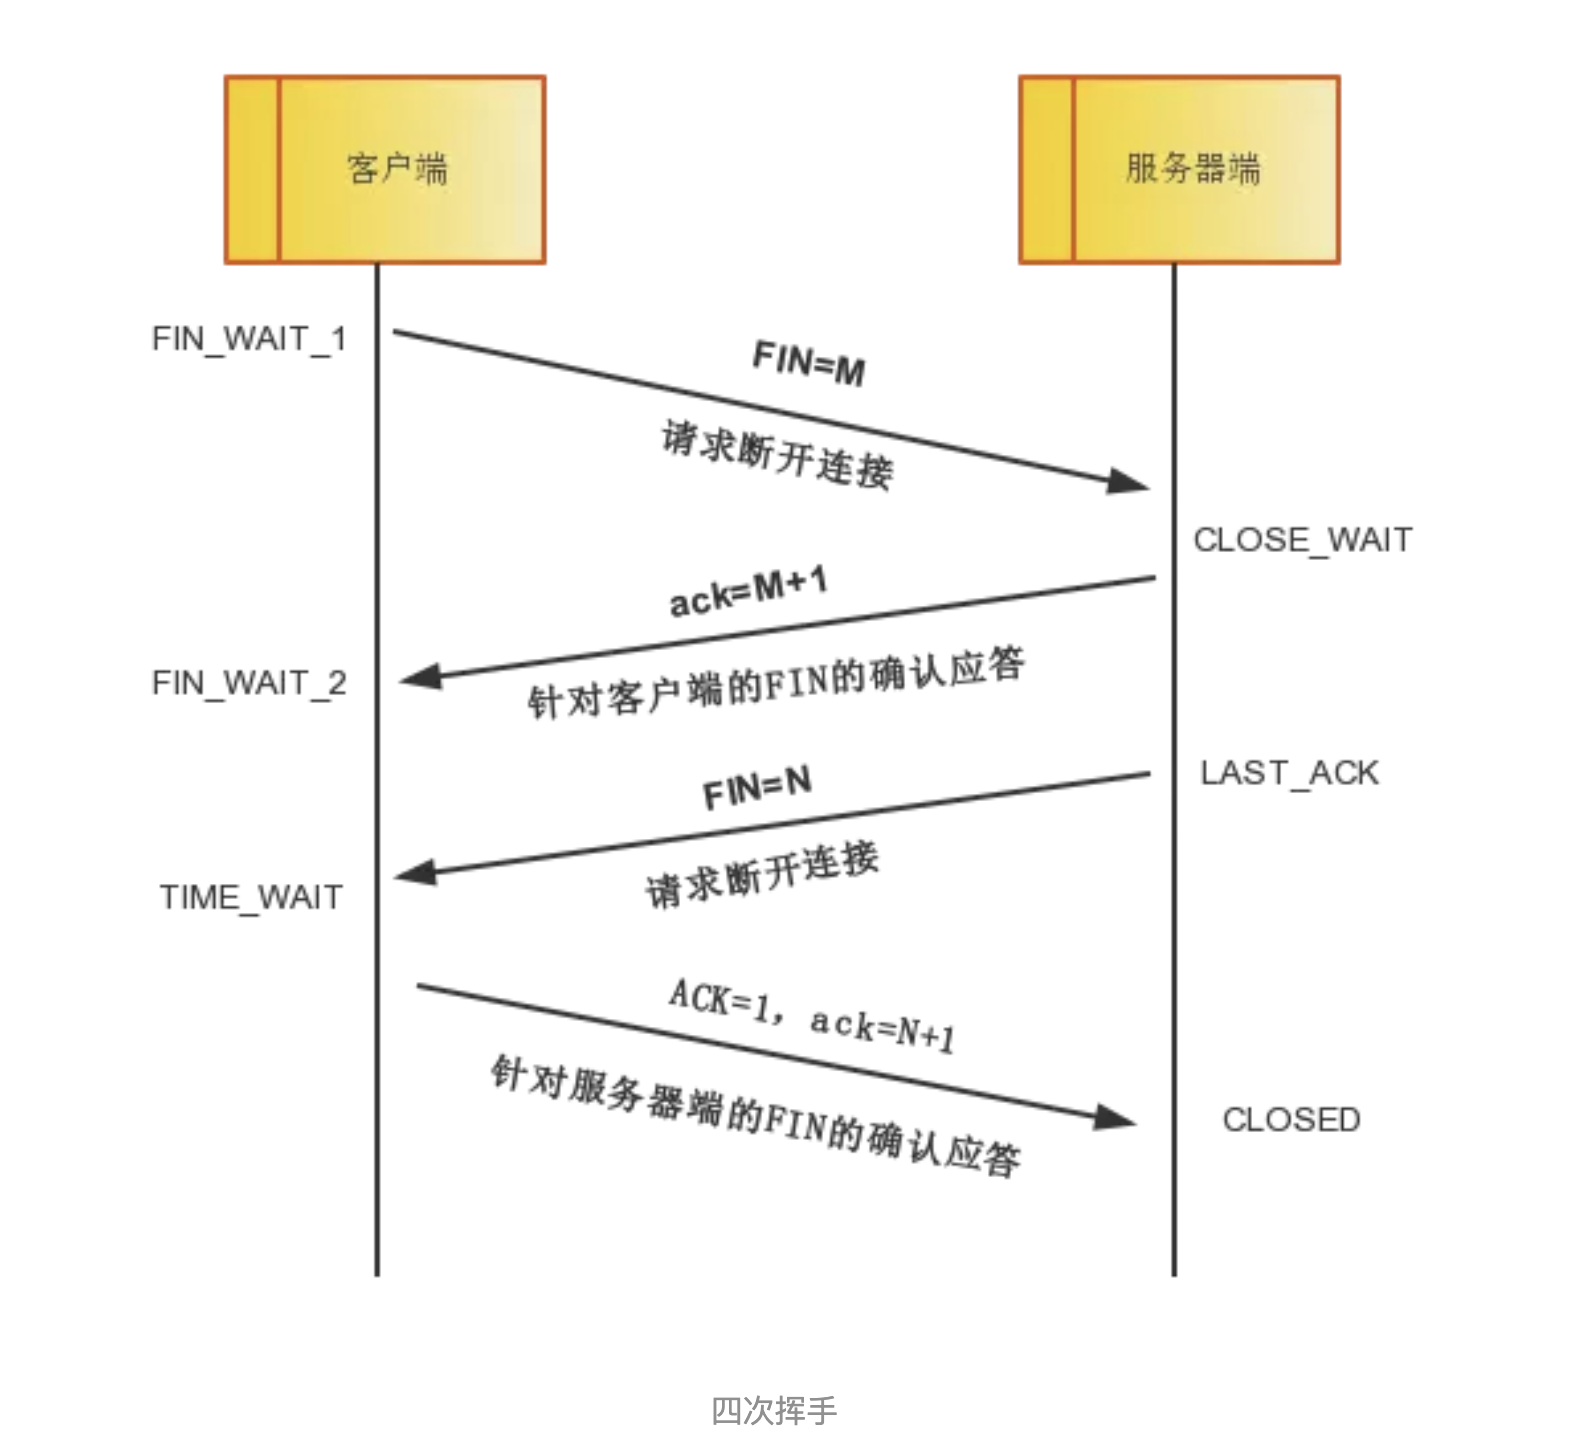 客户端
服务器端
FIN_WAIT_1
FIN=M
请求断开连接
CLOSE_WAIT
ack=M+1
FIN_WAIT_2
针对客户端的FIN的确认应答
LAST_ACK
FIN=N
TIME_WAIT
请求断开连接
ACK=1, ack=N+1
针对服务器端的FIN的确认应答
CLOSED
四次挥手